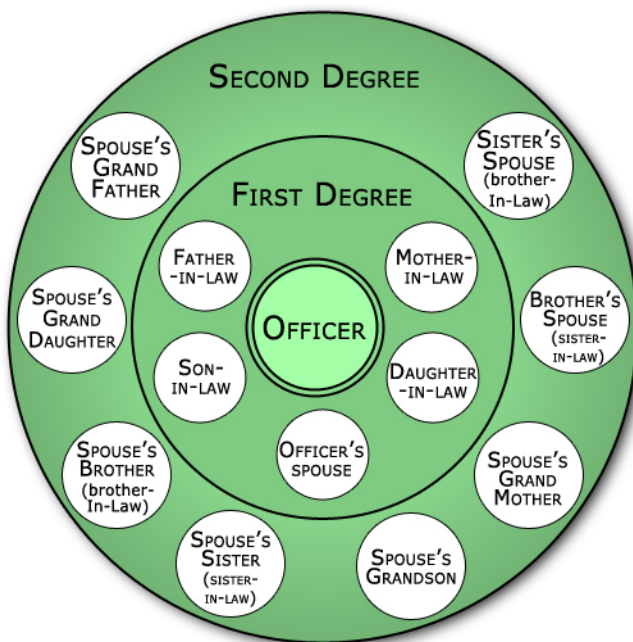 SECOND DEGREE
SPOUSE'S
GRAND
FATHER
SISTER'S
SPOUSE
(brother-
In-Law)
FIRST DEGREE
FATHER
-IN-LAW
MOTHER-
IN-LAW
SPOUSE'S
GRAND
DAUGHTER
OFFICER
BROTHER'S
SPOUSE
(SISTER-
IN-LAW)
SON-
IN-LAW
DAUGHTER
-IN-LAW
SPOUSE'S
BROTHER
(brother-
In-Law)
OFFICER'S
SPOUSE
SPOUSE'S
GRAND
MOTHER
SPOUSE'S
SISTER
(SISTER-
IN-LAW)
SPOUSE'S
GRANDSON